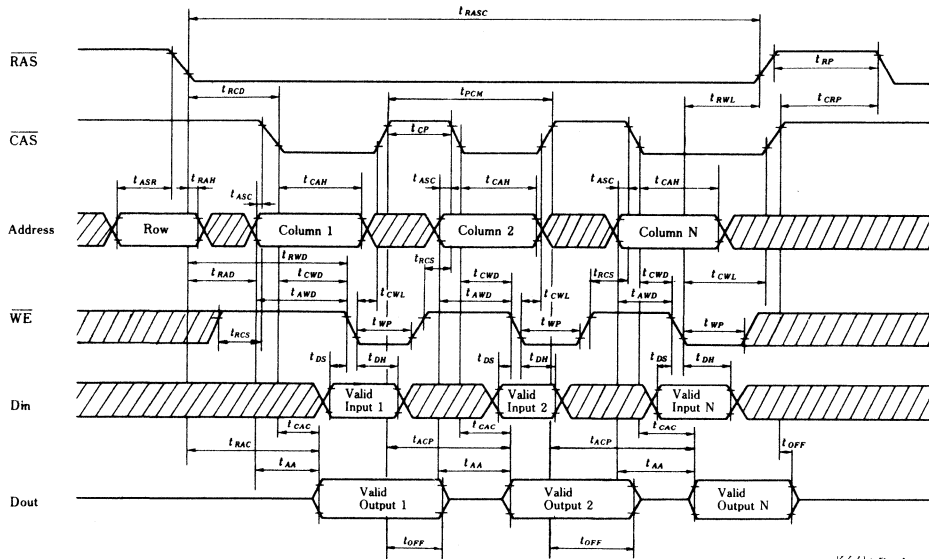 tRASC
RAS
tRP
tRCD tPCM tRWL tCRP
tCP
CAS
tASR tRAH tASC tCAH tASC tCAH tASC tCAH
Address Row Column 1 Column 2 Column N
tRWD
tRCS tRCS
tRAD tCWD tCWD tCWD tCWL
tAWD tCWL tAWD tCWL tAWD
WE tWP tWP tWP
tRCS
tDS tDH tDS tDH tDS tDH
Din Valid Input 1 Valid Input 2 Valid Input N
tCAC tCAC tCAC
tRAC tACP tACP tOFF
tAA tAA tAA
Dout Valid Output 1 Valid Output 2 Valid Output N
tOFF tOFF